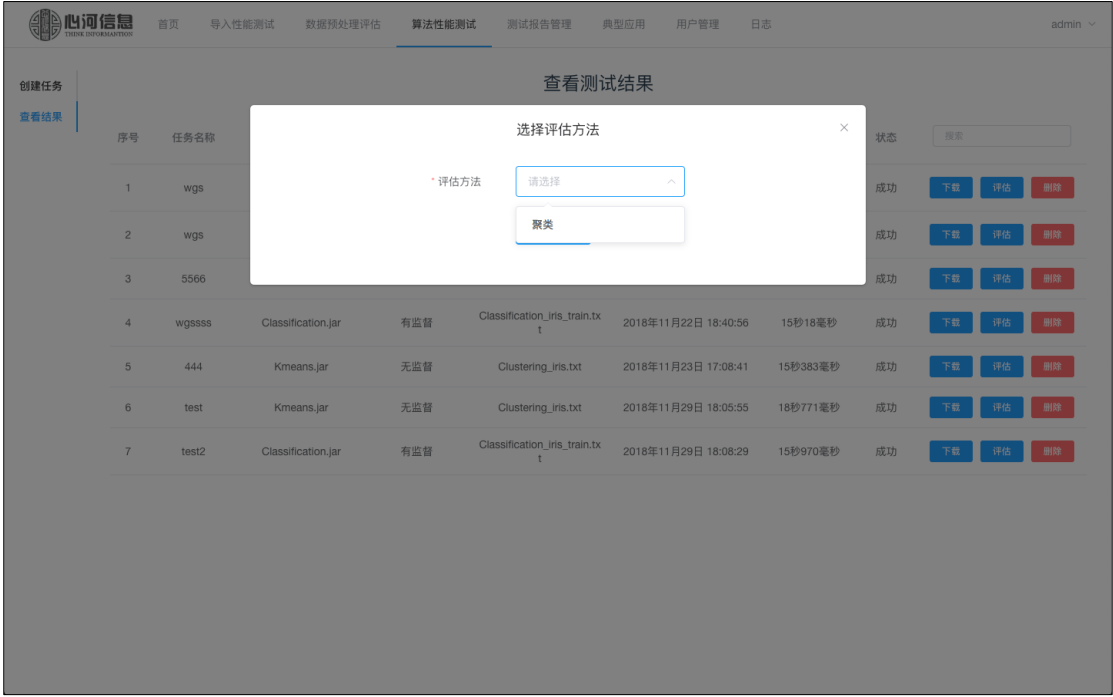 心河信息
THINK INFORMANTION
首页 导入性能测试 数据预处理评估 算法性能测试 测试报告管理 典型应用 用户管理 日志 admin
创建任务
查看结果
查看测试结果
选择评估方法
* 评估方法 请选择
聚类
序号 任务名称 状态 搜索
1 wgs 成功 下载 评估 删除
2 wgs 成功 下载 评估 删除
3 5566 成功 下载 评估 删除
4 wgssss Classification.jar 有监督 Classification_iris_train.tx 2018年11月22日 18:40:56 15秒18毫秒 成功 下载 评估 删除
t
5 444 Kmeans.jar 无监督 Clustering_iris.txt 2018年11月23日 17:08:41 15秒383毫秒 成功 下载 评估 删除
6 test Kmeans.jar 无监督 Clustering_iris.txt 2018年11月29日 18:05:55 18秒771毫秒 成功 下载 评估 删除
7 test2 Classification.jar 有监督 Classification_iris_train.tx 2018年11月29日 18:08:29 15秒970毫秒 成功 下载 评估 删除
t